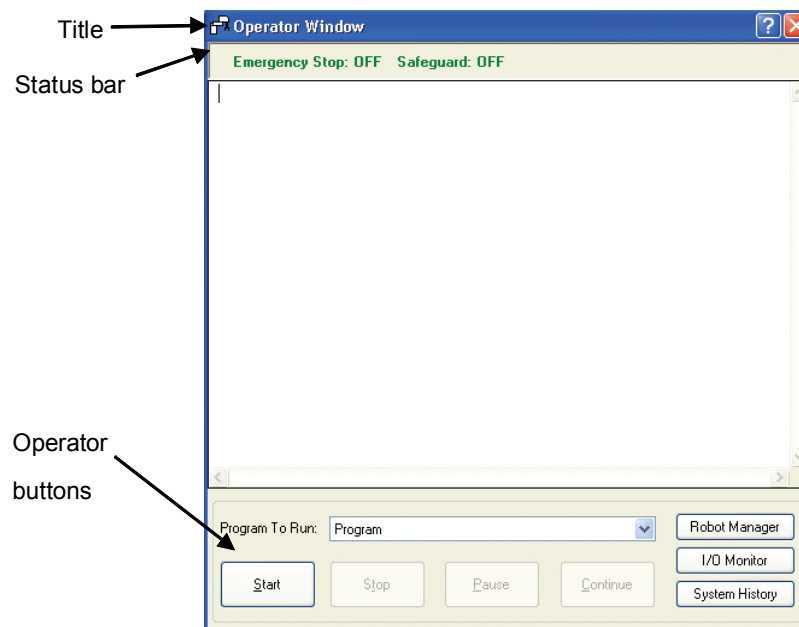 Title
Operator Window
Status bar
Emergency Stop: OFF Safeguard: OFF
Operator
buttons
Program To Run: Program
Robot Manager
I/O Monitor
System History
Start Stop Pause Continue